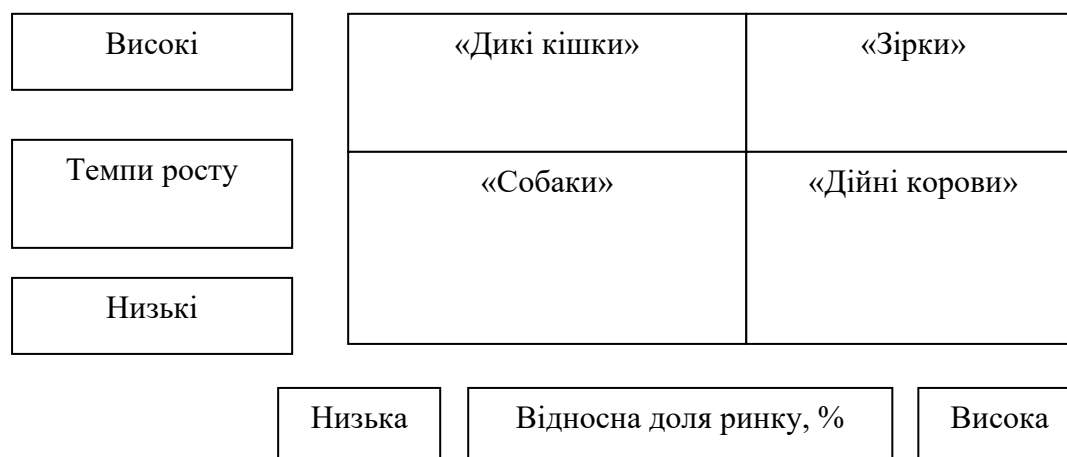 Високі
«Дикі кішки»
«Зірки»
Темпи росту
«Собаки»
«Дійні корови»
Низькі
Низька
Відносна доля ринку, %
Висока